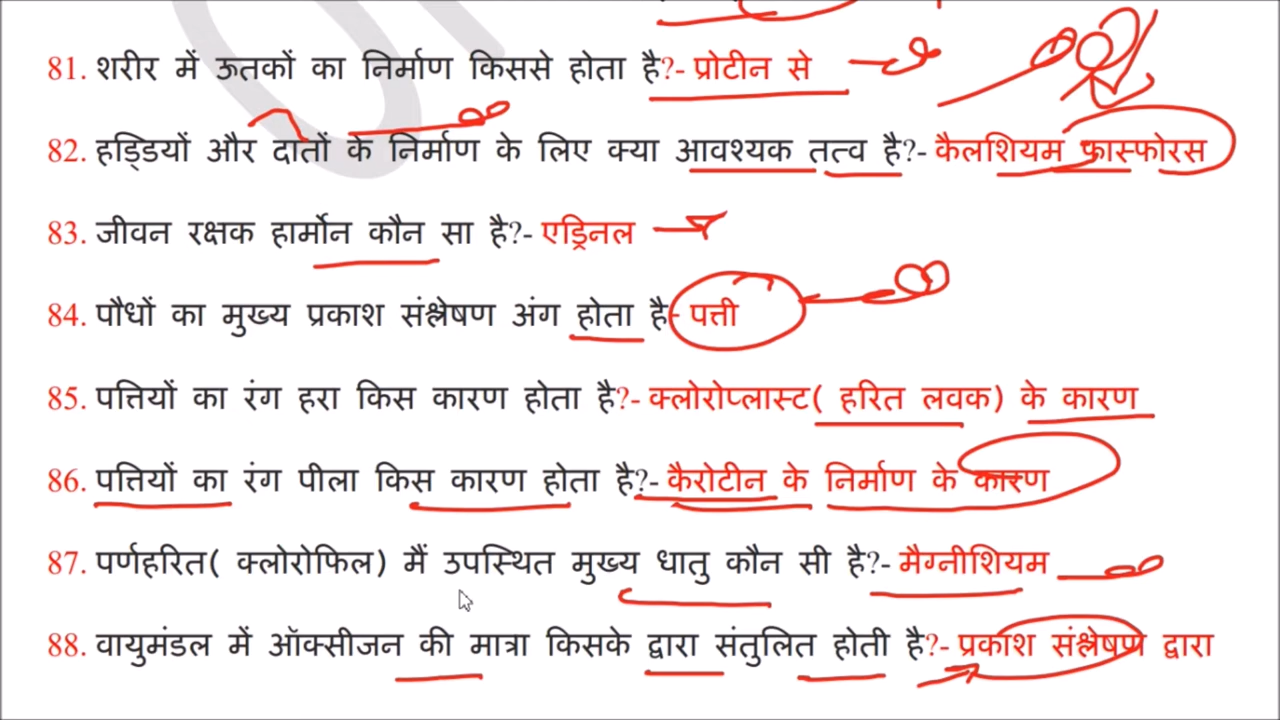 81. शरीर में ऊतकों का निर्माण किससे होता है?- प्रोटीन से
82. हड्डियों और दातों के निर्माण के लिए क्या आवश्यक तत्व है?- कैलशियम फास्फोरस
83. जीवन रक्षक हार्मोन कौन सा है?- एड्रिनल
84. पौधों का मुख्य प्रकाश संश्लेषण अंग होता है- पत्ती
85. पत्तियों का रंग हरा किस कारण होता है?- क्लोरोप्लास्ट( हरित लवक) के कारण
86. पत्तियों का रंग पीला किस कारण होता है?- कैरोटीन के निर्माण के कारण
87. पर्णहरित( क्लोरोफिल) मैं उपस्थित मुख्य धातु कौन सी है?- मैग्नीशियम
88. वायुमंडल में ऑक्सीजन की मात्रा किसके द्वारा संतुलित होती है?- प्रकाश संश्लेषण द्वारा